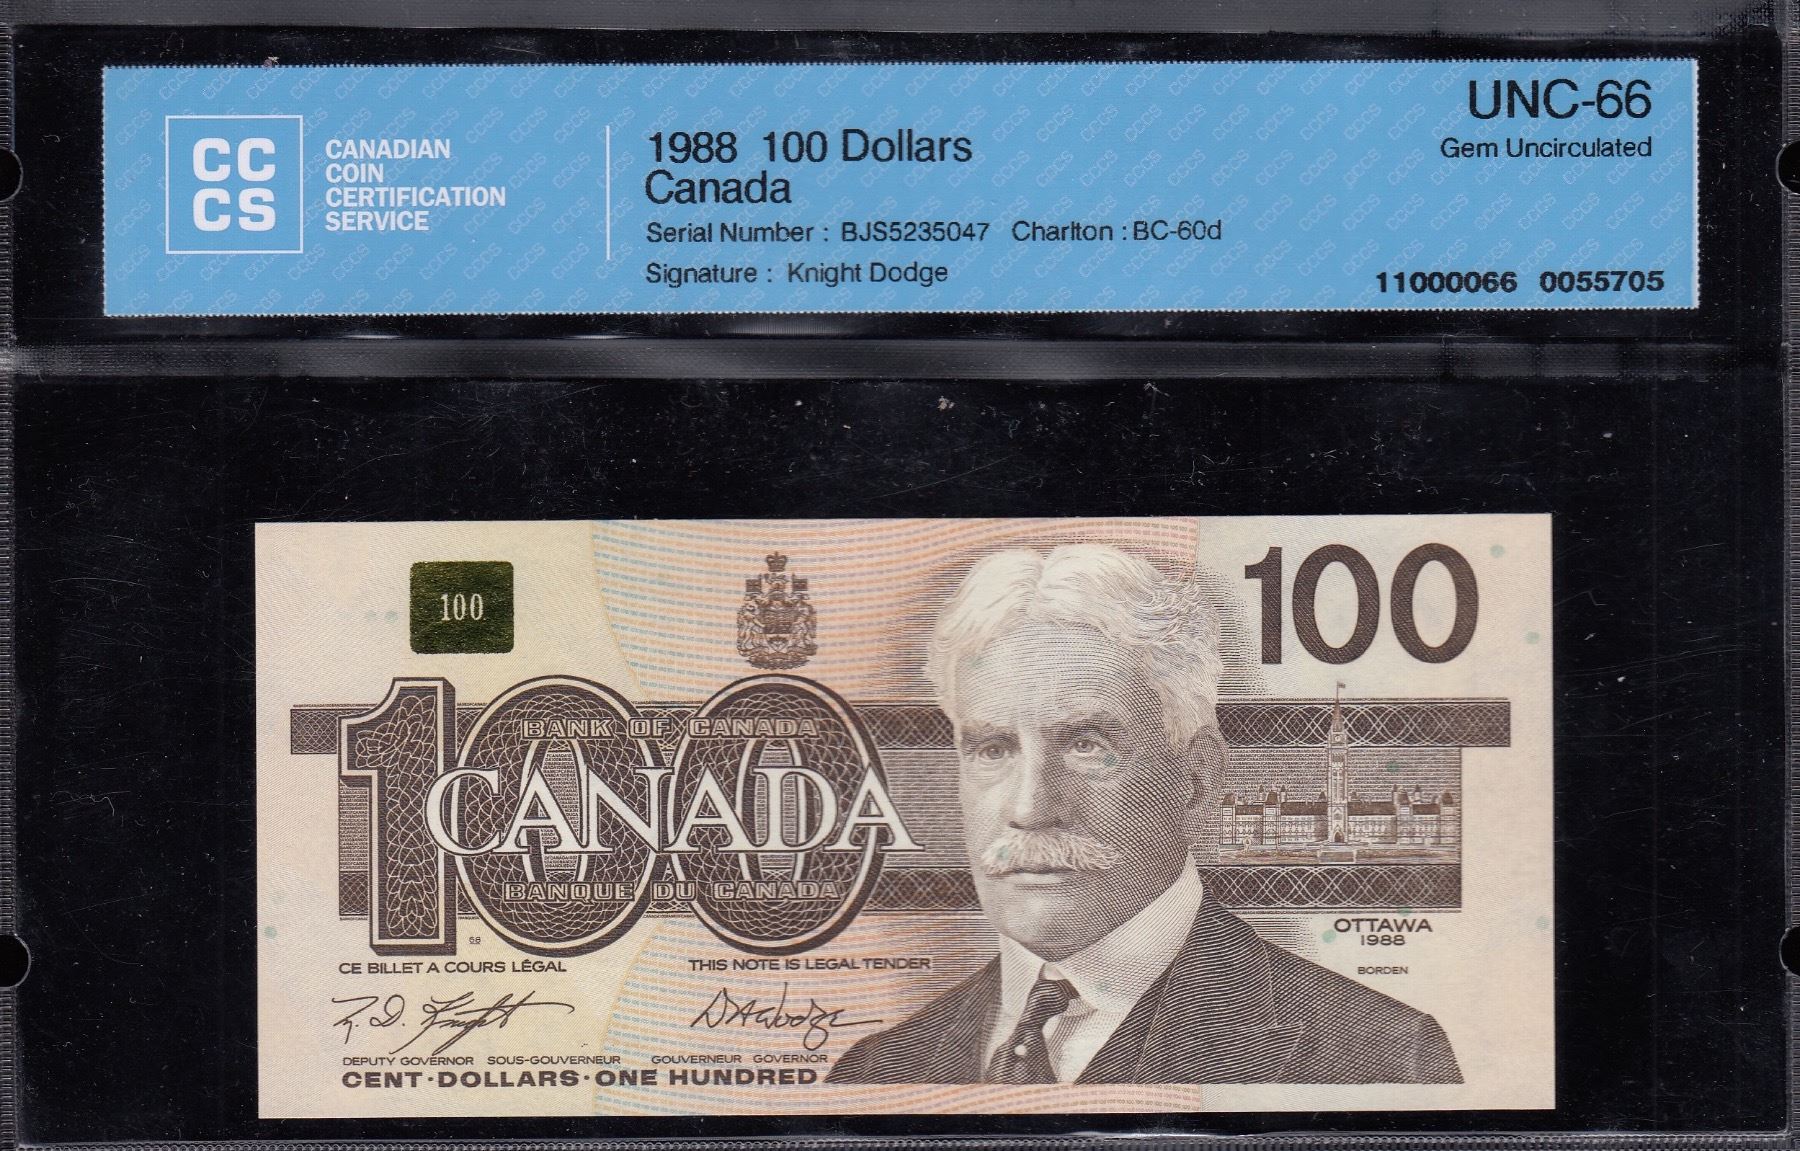 CC
CS
CANADIAN
COIN
CERTIFICATION
SERVICE
1988 100 Dollars
Canada
Serial Number : BJS5235047 Charlton : BC-60d
Signature : Knight Dodge
UNC-66
Gem Uncirculated
11000066 0055705
100
100
100
BANK OF CANADA
CANADA
BANQUE DU CANADA
68
OTTAWA
1988
BORDEN
CE BILLET A COURS LÉGAL
THIS NOTE IS LEGAL TENDER
DEPUTY GOVERNOR SOUS-GOUVERNEUR
GOUVERNEUR GOVERNOR
CENT·DOLLARS·ONE HUNDRED